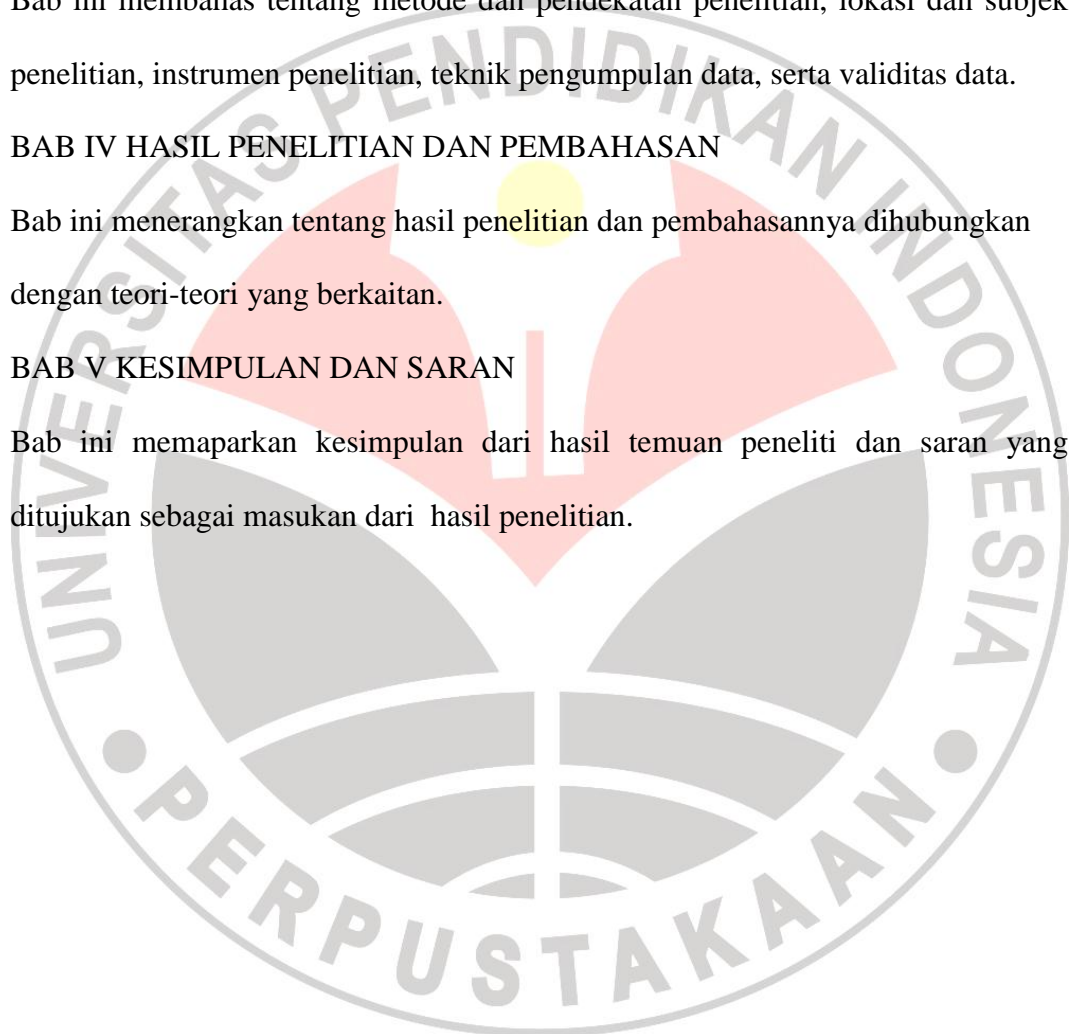 Bab ini membahas tentang metode dan pendekatan penelitian, lokasi dan subjek
penelitian, instrumen penelitian, teknik pengumpulan data, serta validitas data.
BAB IV HASIL PENELITIAN DAN PEMBAHASAN
Bab ini menerangkan tentang hasil penelitian dan pembahasannya dihubungkan
dengan teori-teori yang berkaitan.
BAB V KESIMPULAN DAN SARAN
Bab ini memaparkan kesimpulan dari hasil temuan peneliti dan saran yang
ditujukan sebagai masukan dari hasil penelitian.
UNIVERSITAS PENDIDIKAN INDONESIA
PERPUSTAKAAN